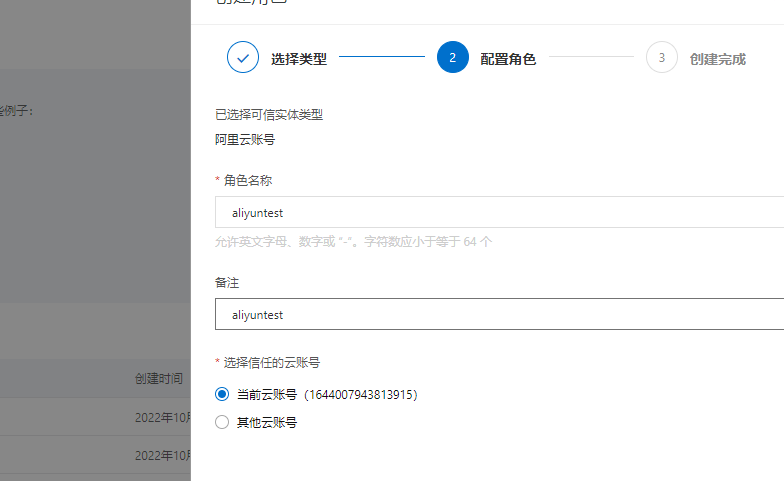 选择类型 2 配置角色 3 创建完成
些例子：
已选择可信实体类型
阿里云账号
* 角色名称
aliyuntest
允许英文字母、数字或 "-"。字符数应小于等于 64 个
备注
aliyuntest
* 选择信任的云账号
创建时间
当前云账号（1644007943813915）
2022年10
其他云账号
2022年10